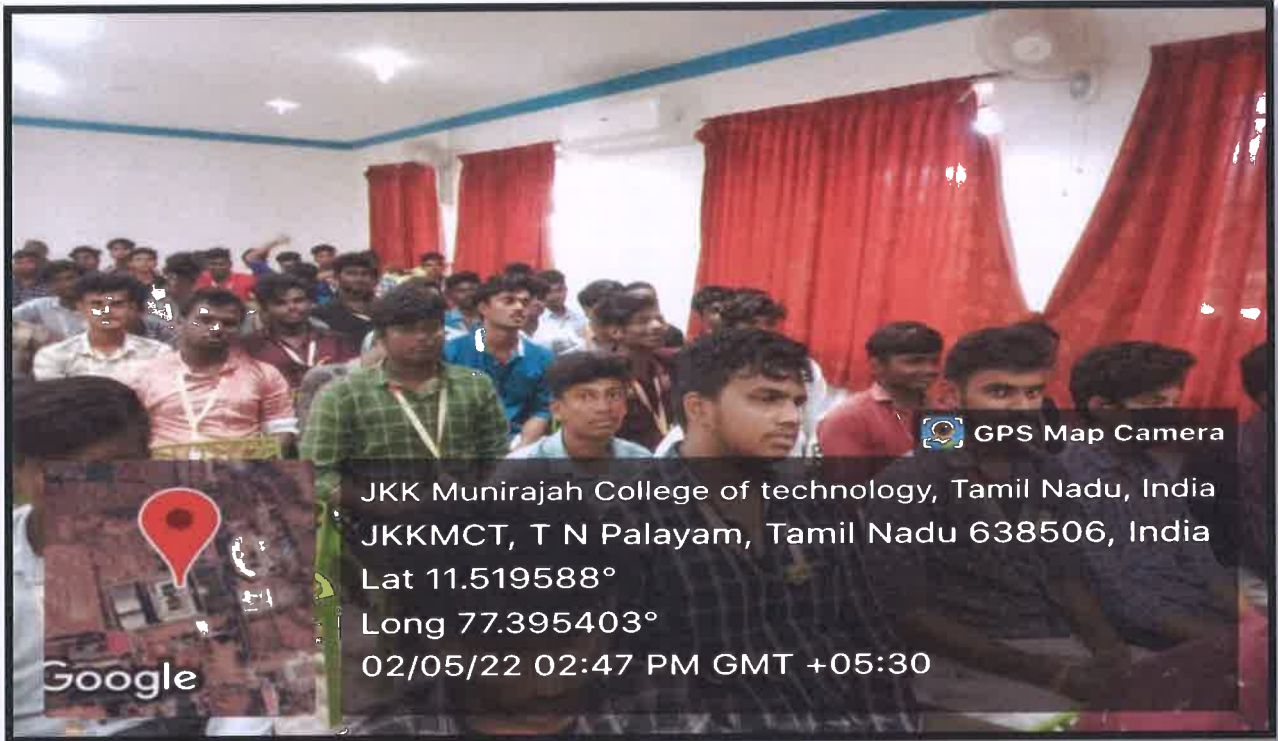 GPS Map Camera
JKK Munirajah College of technology, Tamil Nadu, India
JKKMCT, T N Palayam, Tamil Nadu 638506, India
Lat 11.519588°
Long 77.395403°
02/05/22 02:47 PM GMT +05:30
Google